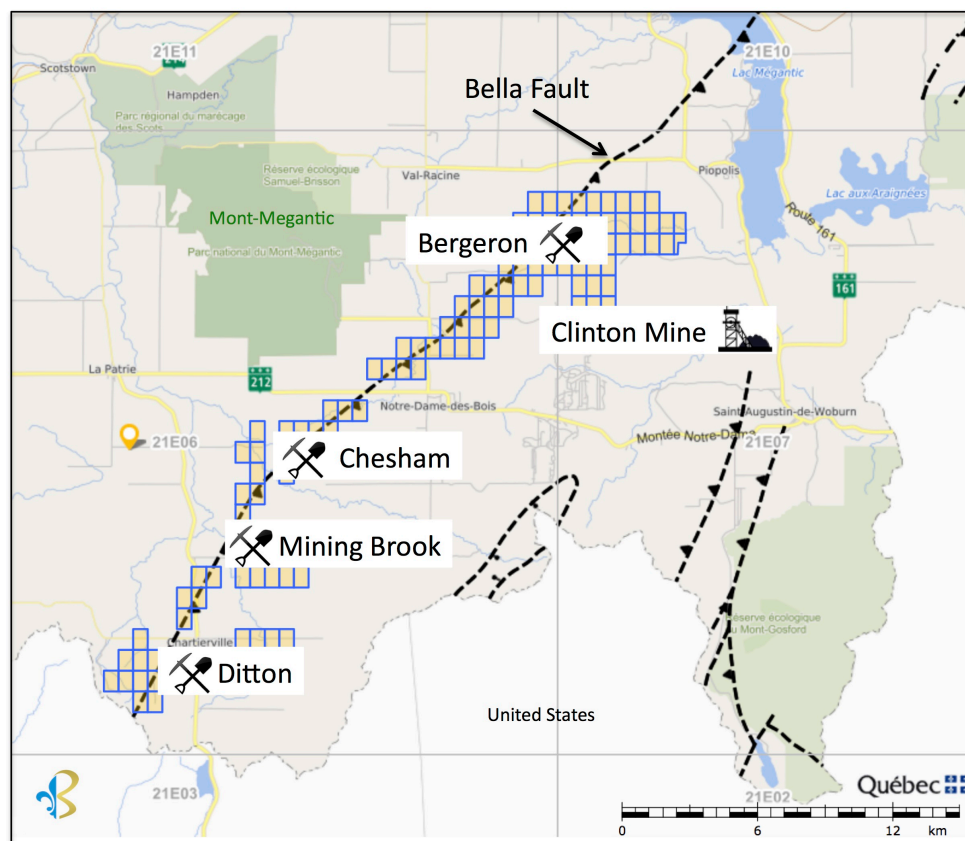 21E11
21E10
Scotstown
Lac Mégantic
Bella Fault
Hampden
Parc régional du marécage
des Scots
Réserve écologique
Samuel-Brisson
Val-Racine
Piopolis
Lac aux Araignées
Mont-Megantic
Route 161
Parc national du Mont-Mégantic
Bergeron
161
Clinton Mine
La Patrie
212
Notre-Dame-des-Bois
Saint Augustin-de-Woburn
Montée Notre-Dama
21E06
21E07
Chesham
Mining Brook
Réserve écologique
du Mont-Gosford
Chartierville
Ditton
United States
Québec
21E03
21E02
0 6 12 km